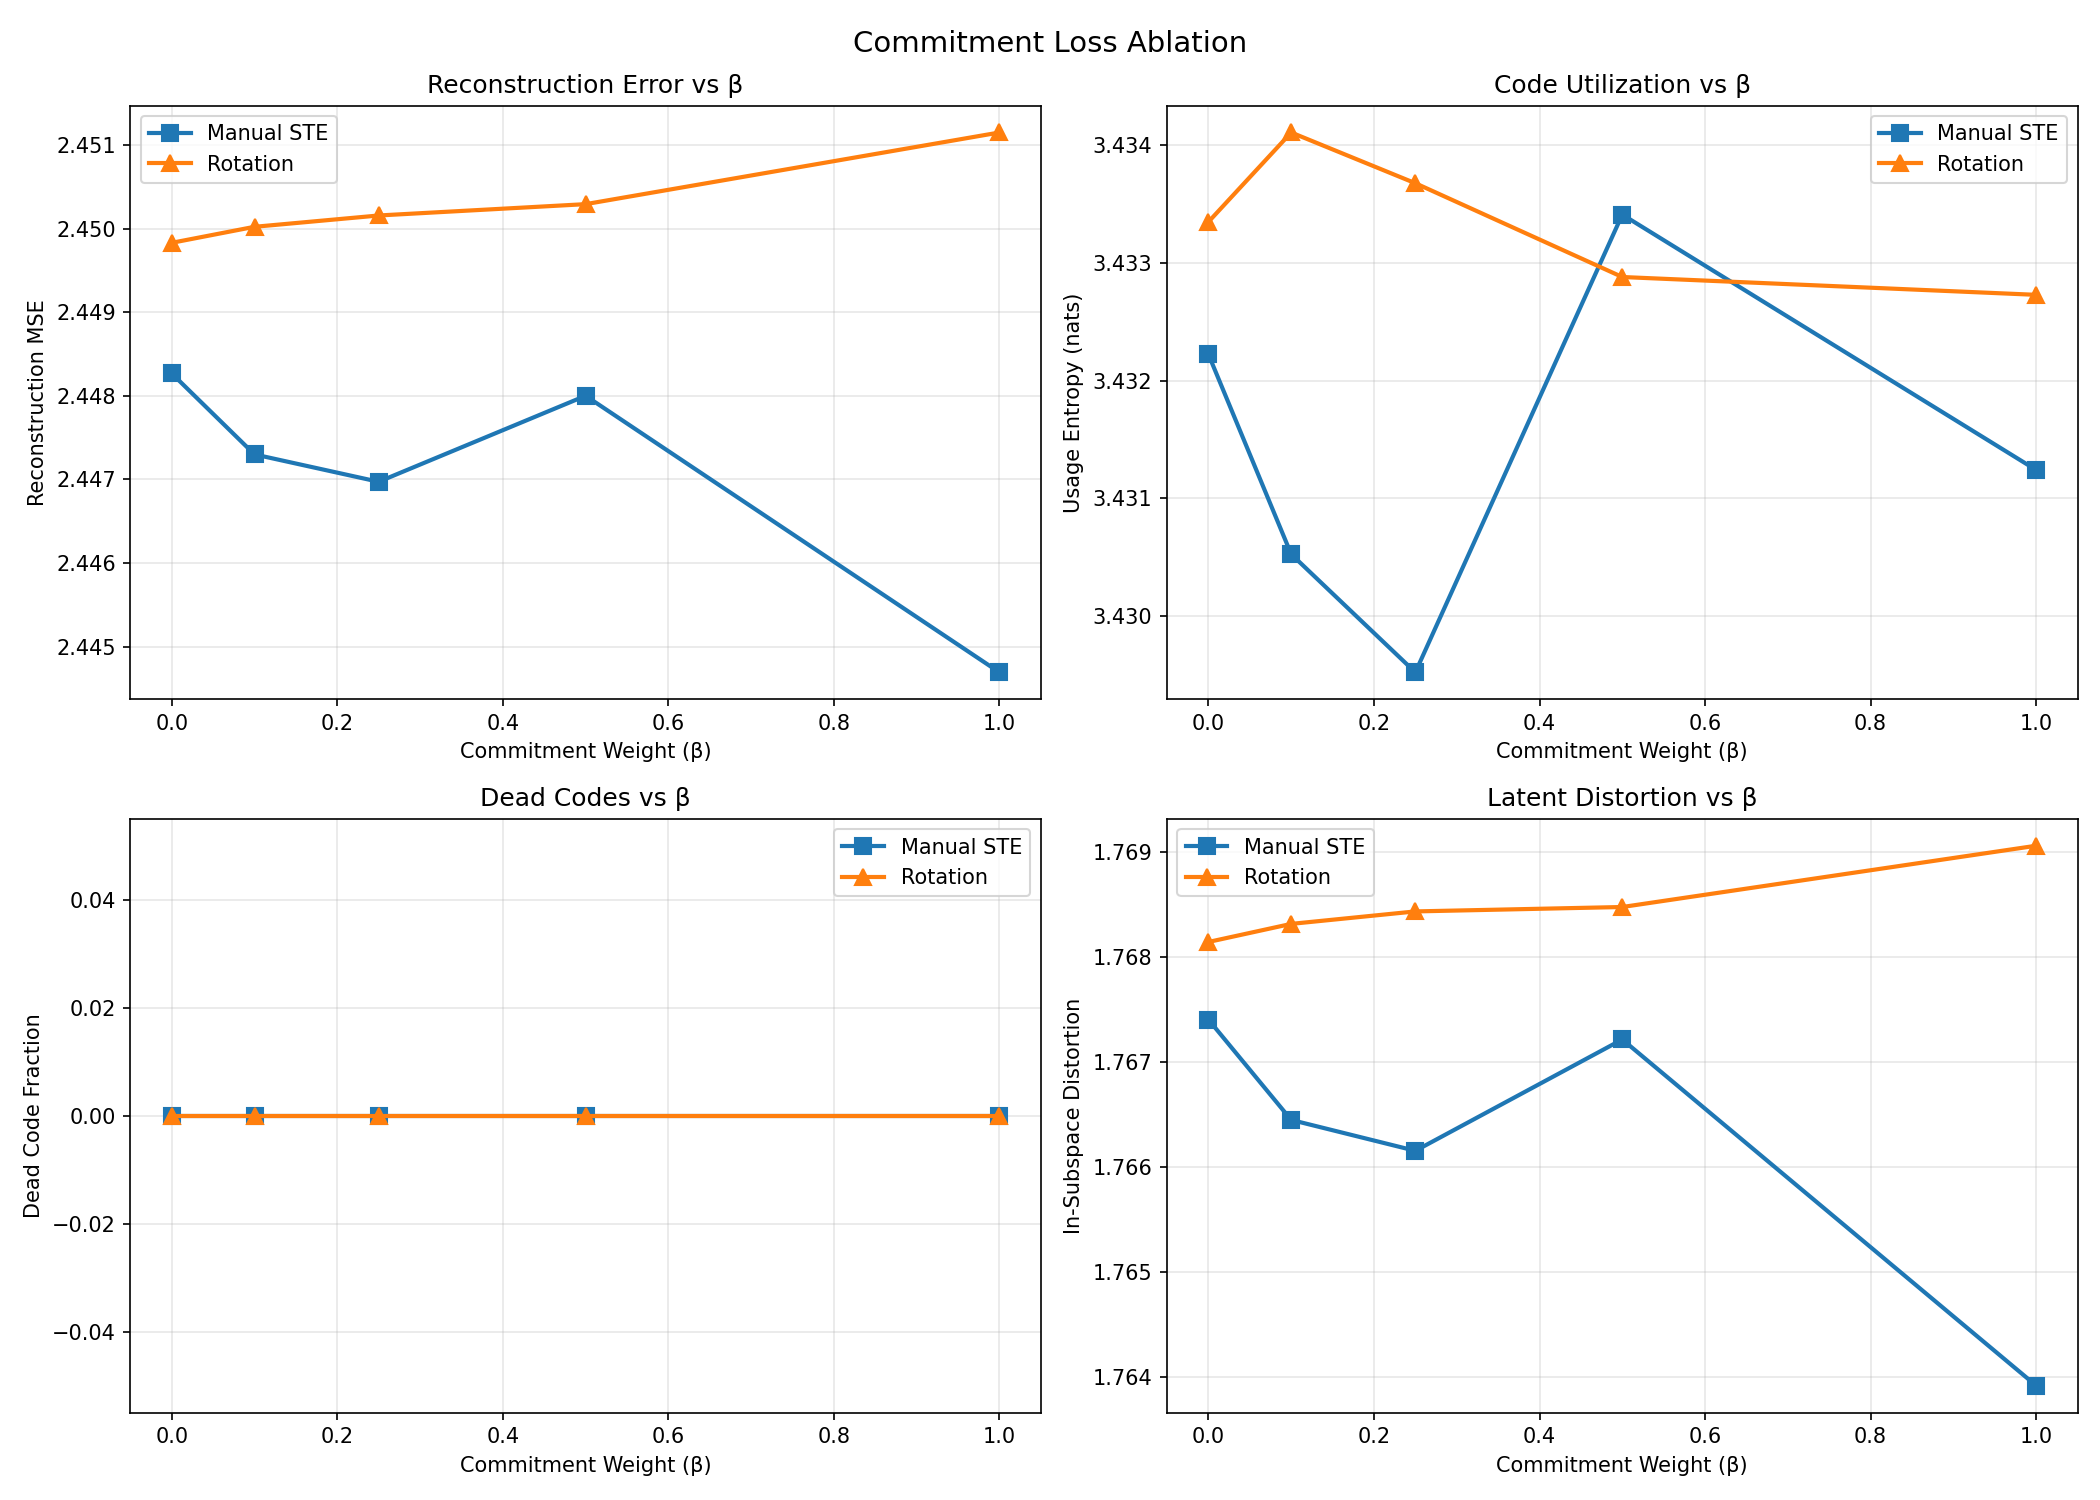 Commitment Loss Ablation
Reconstruction Error vs β
Manual STE
Rotation
2.451
2.450
2.449
2.448
2.447
2.446
2.445
Reconstruction MSE
0.0 0.2 0.4 0.6 0.8 1.0
Commitment Weight (β)
Code Utilization vs β
Manual STE
Rotation
3.434
3.433
3.432
3.431
3.430
Usage Entropy (nats)
0.0 0.2 0.4 0.6 0.8 1.0
Commitment Weight (β)
Dead Codes vs β
Manual STE
Rotation
0.04
0.02
0.00
−0.02
−0.04
Dead Code Fraction
0.0 0.2 0.4 0.6 0.8 1.0
Commitment Weight (β)
Latent Distortion vs β
Manual STE
Rotation
1.769
1.768
1.767
1.766
1.765
1.764
In-Subspace Distortion
0.0 0.2 0.4 0.6 0.8 1.0
Commitment Weight (β)